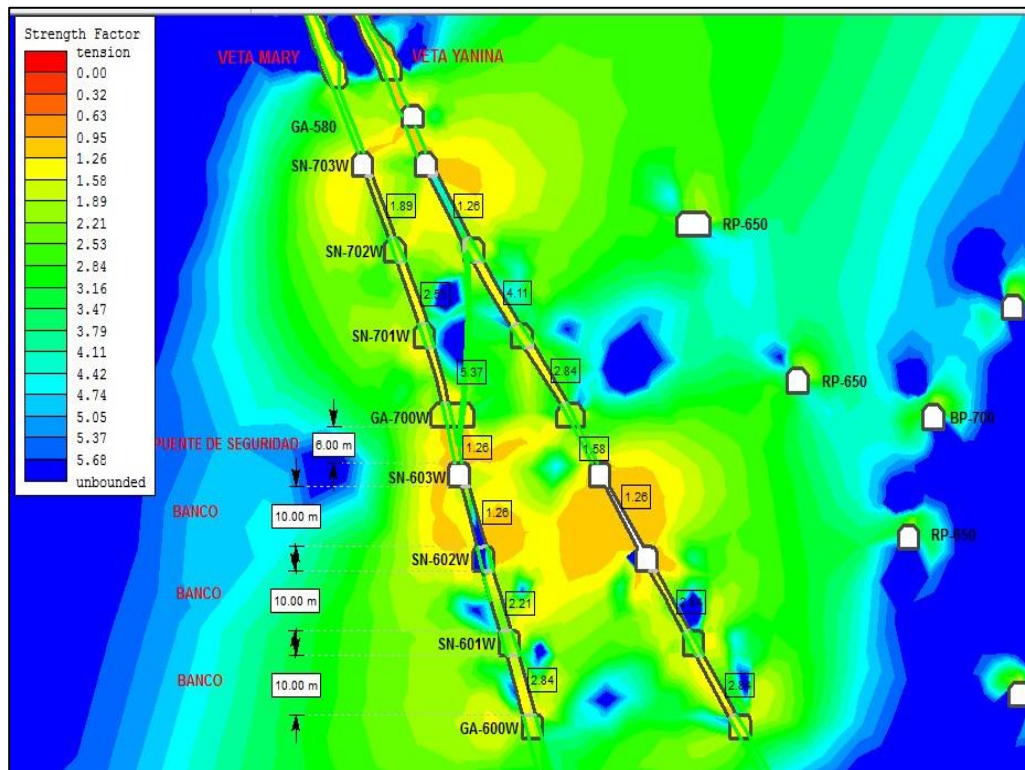 Strength Factor
tension
0.00
0.32
0.63
0.95
1.26
1.58
1.89
2.21
2.53
2.84
3.16
3.47
3.79
4.11
4.42
4.74
5.05
5.37
5.68
unbounded
VETA MARY
VETA YANINA
GA-580
SN-703W
1.89
1.26
RP-650
SN-702W
4.11
SN-701W
5.37
2.84
RP-650
GA-700W
BP-700
PUENTE DE SEGURIDAD
6.00 m
1.26
1.58
SN-603W
1.26
BANCO
10.00 m
1.26
RP-650
SN-602W
BANCO
10.00 m
2.21
SN-601W
BANCO
10.00 m
2.84
GA-600W